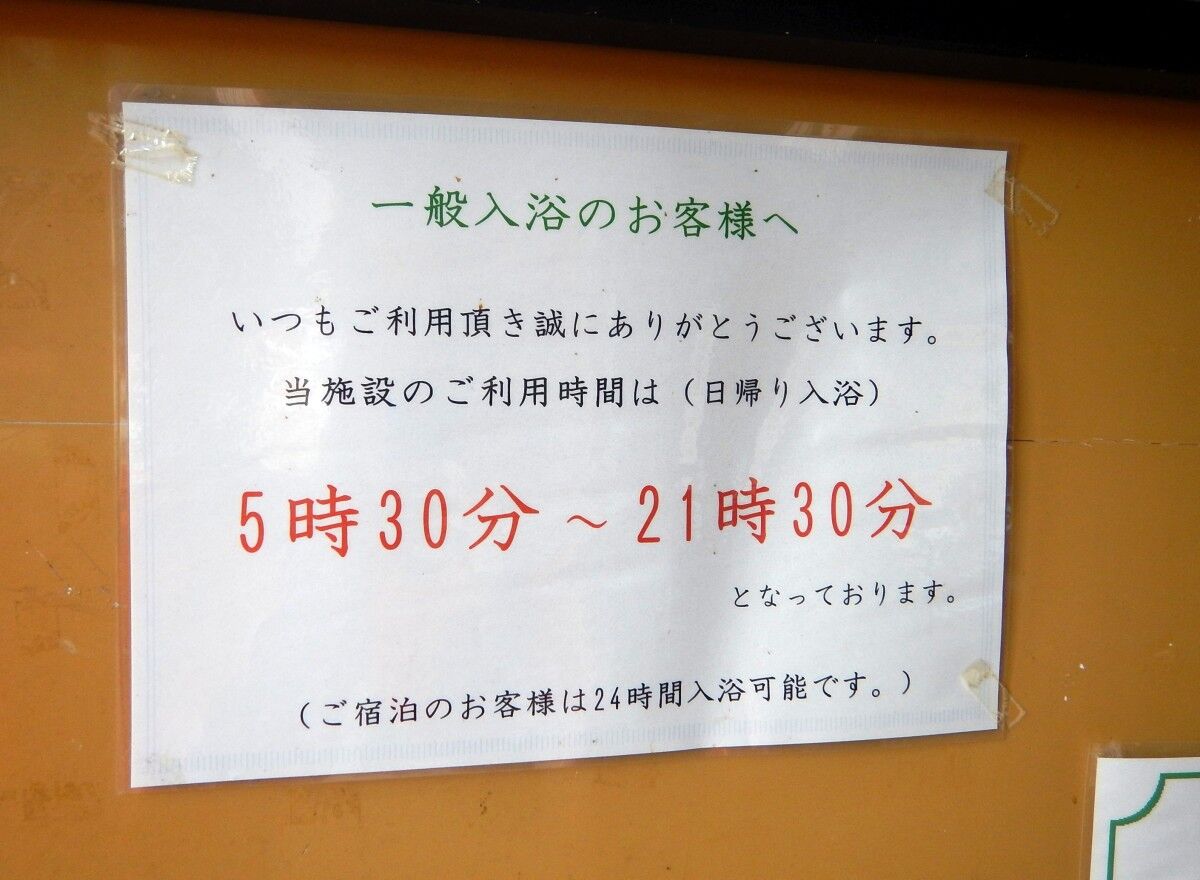 一般入浴のお客様へ
いつもご利用頂き誠にありがとうございます。
当施設のご利用時間は（日帰り入浴）
5時30分～21時30分
となっております。
（ご宿泊のお客様は24時間入浴可能です。）